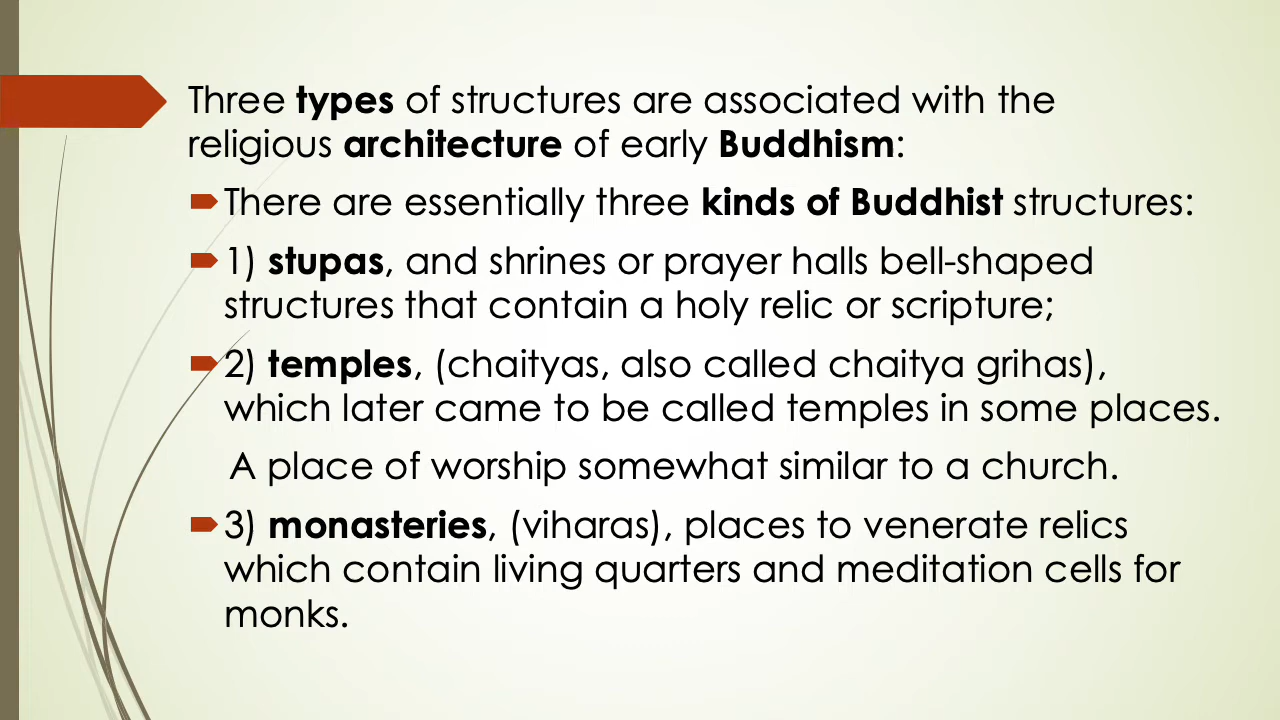 Three types of structures are associated with the
religious architecture of early Buddhism:
There are essentially three kinds of Buddhist structures:
1) stupas, and shrines or prayer halls bell-shaped
structures that contain a holy relic or scripture;
2) temples, (chaityas, also called chaitya grihas),
which later came to be called temples in some places.
A place of worship somewhat similar to a church.
3) monasteries, (viharas), places to venerate relics
which contain living quarters and meditation cells for
monks.